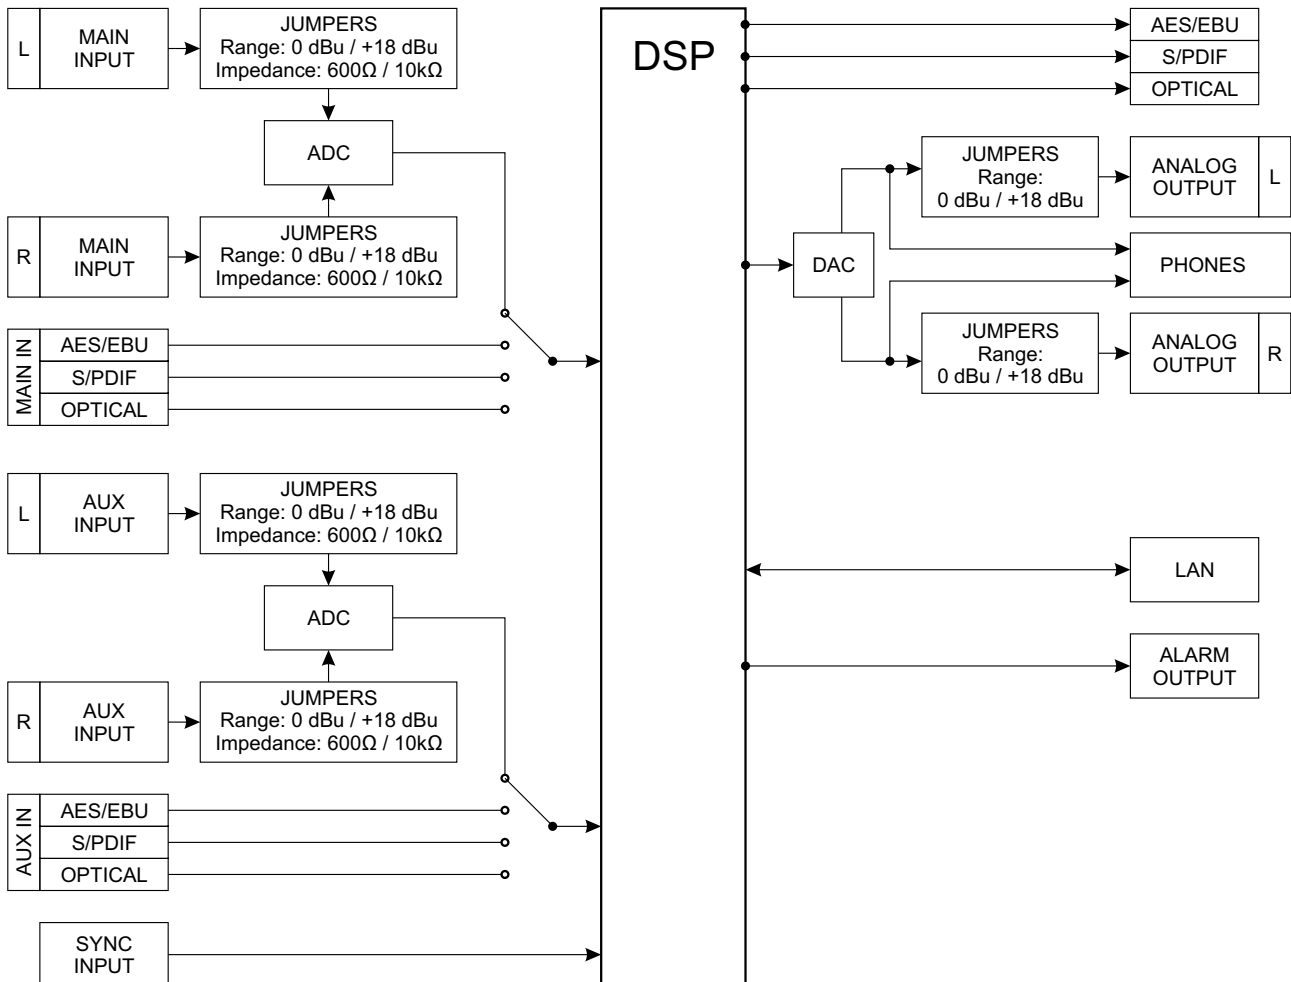 L
MAIN
INPUT
JUMPERS
Range: 0 dBu / +18 dBu
Impedance: 600Ω / 10kΩ
ADC
R
MAIN
INPUT
JUMPERS
Range: 0 dBu / +18 dBu
Impedance: 600Ω / 10kΩ
MAIN IN
AES/EBU
S/PDIF
OPTICAL
L
AUX
INPUT
JUMPERS
Range: 0 dBu / +18 dBu
Impedance: 600Ω / 10kΩ
ADC
R
AUX
INPUT
JUMPERS
Range: 0 dBu / +18 dBu
Impedance: 600Ω / 10kΩ
AUX IN
AES/EBU
S/PDIF
OPTICAL
SYNC
INPUT
DSP
AES/EBU
S/PDIF
OPTICAL
DAC
JUMPERS
Range:
0 dBu / +18 dBu
ANALOG
OUTPUT
L
PHONES
JUMPERS
Range:
0 dBu / +18 dBu
ANALOG
OUTPUT
R
LAN
ALARM
OUTPUT